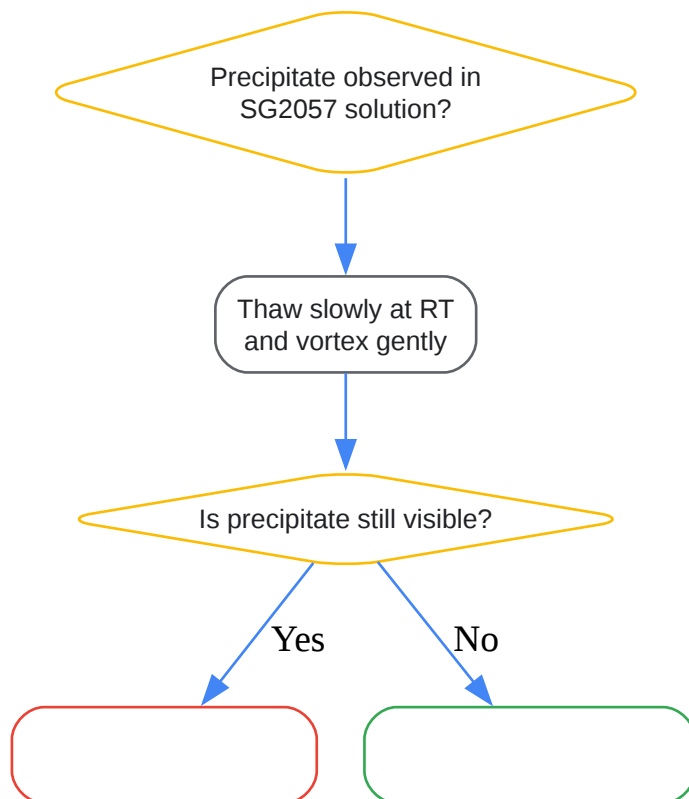 Precipitate observed in
SG2057 solution?
Thaw slowly at RT
and vortex gently
Is precipitate still visible?
Yes
No